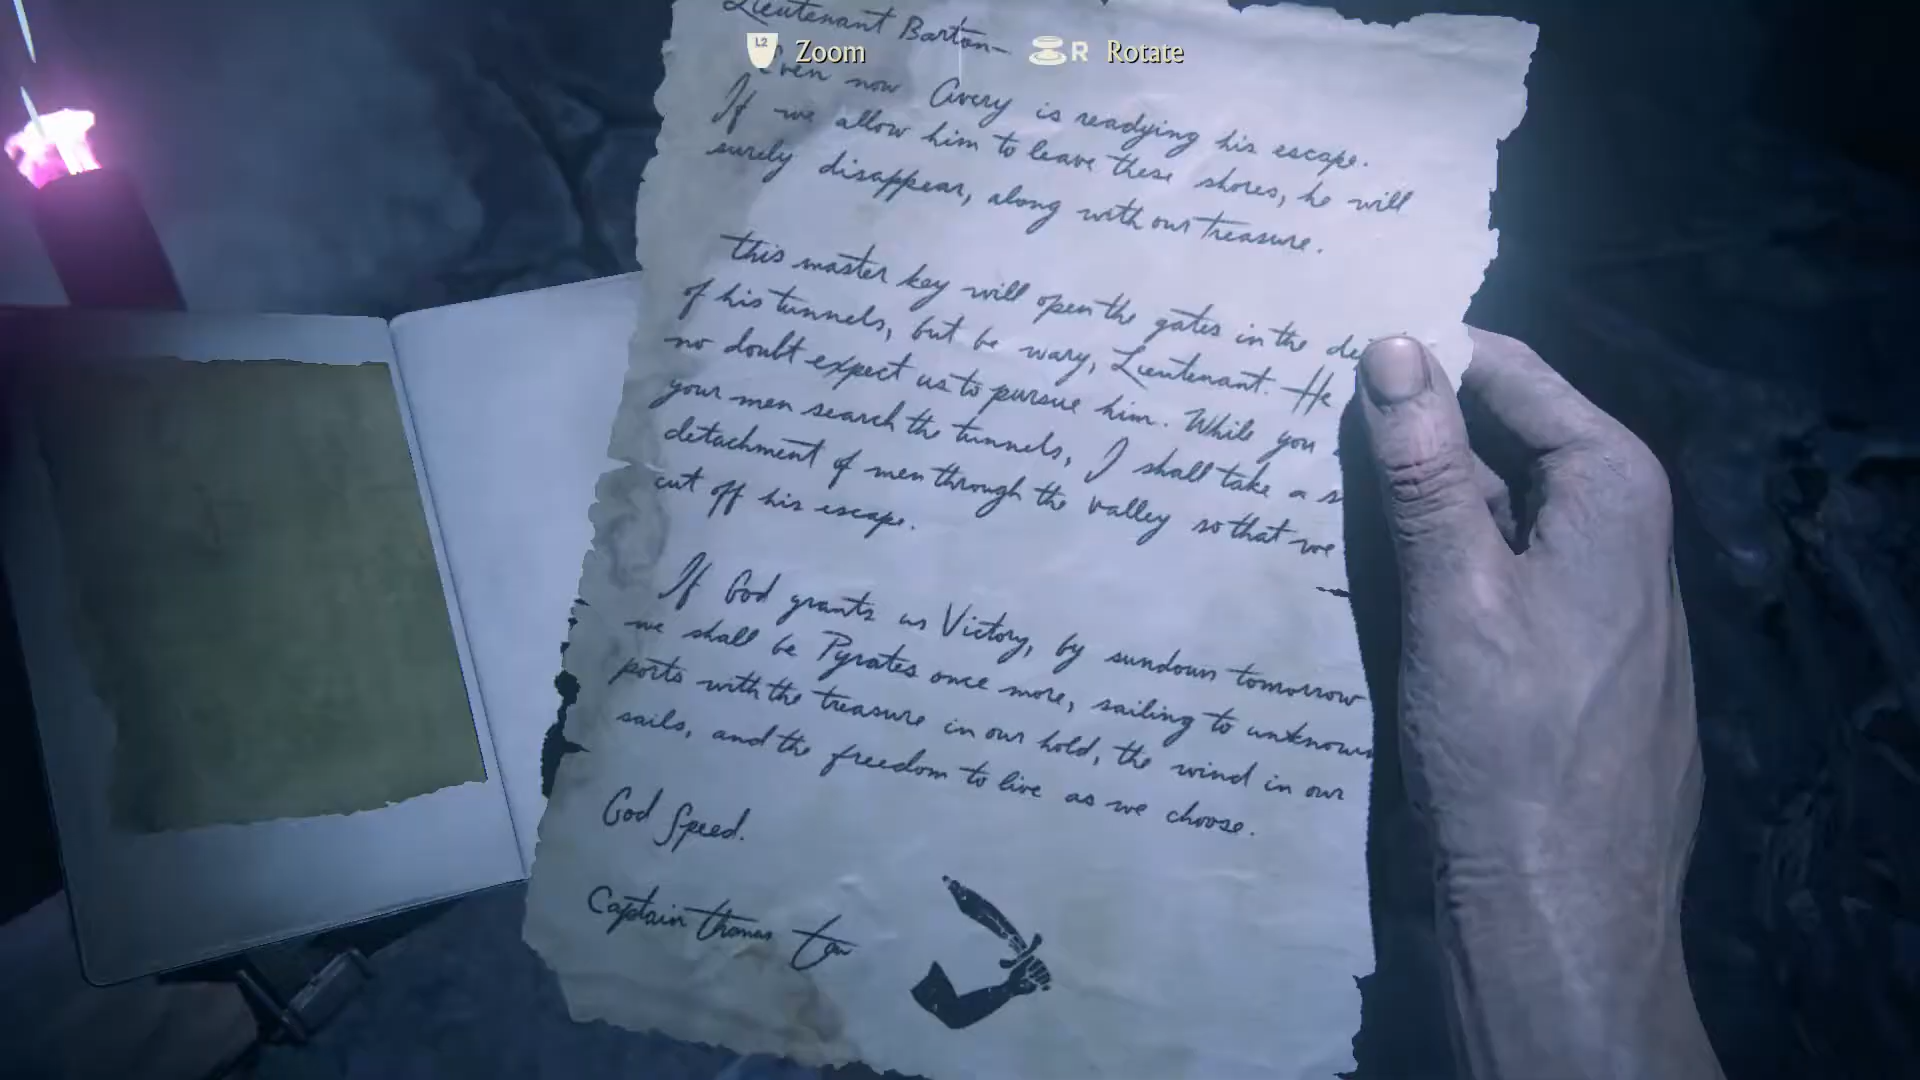 Lieutenant Barton-
L2 Zoom R Rotate
Even now Avery is readying his escape.
If we allow him to leave these shores, he will
surely disappear, along with our treasure.
This master key will open the gates in the
of his tunnels, but be wary, Lieutenant. He
no doubt expect us to pursue him. While you
your men search the tunnels, I shall take a
detachment of men through the valley so that we
cut off his escape.
If God grants us Victory, by sundown tomorrow
we shall be Pyrates once more, sailing to unknown
ports with the treasure in our hold, the wind in our
sails, and the freedom to live as we choose.
God Speed.
Captain Thomas Tew